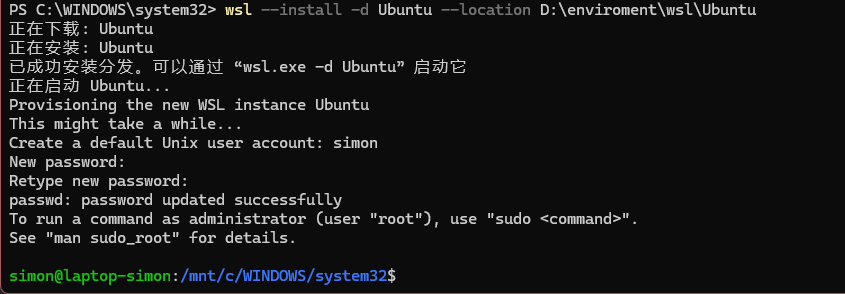 PS C:\WINDOWS\system32> wsl --install -d Ubuntu --location D:\enviroment\wsl\Ubuntu
正在下载: Ubuntu
正在安装: Ubuntu
已成功安装分发。可以通过 “wsl.exe -d Ubuntu” 启动它
正在启动 Ubuntu...
Provisioning the new WSL instance Ubuntu
This might take a while...
Create a default Unix user account: simon
New password:
Retype new password:
passwd: password updated successfully
To run a command as administrator (user "root"), use "sudo <command>".
See "man sudo_root" for details.
simon@laptop-simon:/mnt/c/WINDOWS/system32$